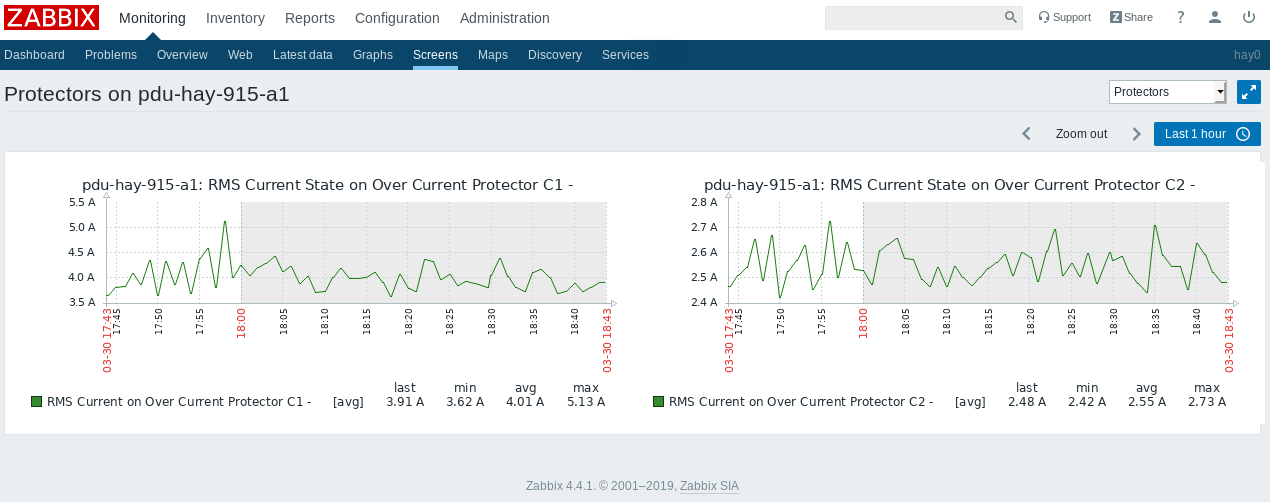 ZABBIX Monitoring Inventory Reports Configuration Administration Support Z Share ?
Dashboard Problems Overview Web Latest data Graphs Screens Maps Discovery Services hay0
Protectors on pdu-hay-915-a1 Protectors
Zoom out Last 1 hour
pdu-hay-915-a1: RMS Current State on Over Current Protector C1 -
5.5 A
5.0 A
4.5 A
4.0 A
3.5 A
03-30 17:43 17:45 17:50 17:55 18:00 18:05 18:10 18:15 18:20 18:25 18:30 18:35 18:40 03-30 18:43
last min avg max
RMS Current on Over Current Protector C1 - [avg] 3.91 A 3.62 A 4.01 A 5.13 A
pdu-hay-915-a1: RMS Current State on Over Current Protector C2 -
2.8 A
2.7 A
2.6 A
2.5 A
2.4 A
03-30 17:43 17:45 17:50 17:55 18:00 18:05 18:10 18:15 18:20 18:25 18:30 18:35 18:40 03-30 18:43
last min avg max
RMS Current on Over Current Protector C2 - [avg] 2.48 A 2.42 A 2.55 A 2.73 A
Zabbix 4.4.1. © 2001–2019, Zabbix SIA